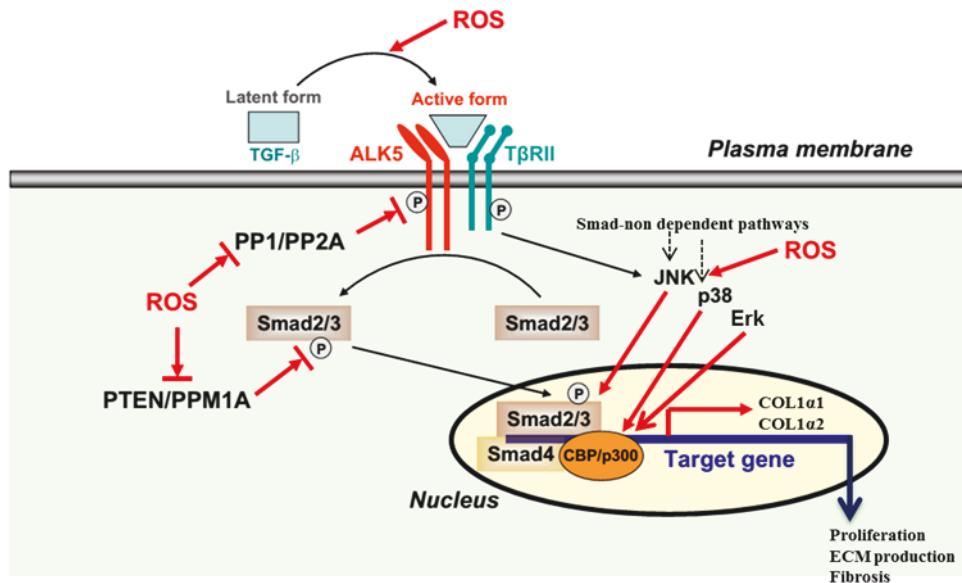 ROS
Latent form
Active form
TGF-β
ALK5
TβRII
Plasma membrane
P
P
PP1/PP2A
Smad-non dependent pathways
ROS
JNK
ROS
p38
Smad2/3
Smad2/3
Erk
P
PTEN/PPM1A
P
Smad2/3
COL1α1
COL1α2
Smad4
CBP/p300
Target gene
Nucleus
Proliferation
ECM production
Fibrosis